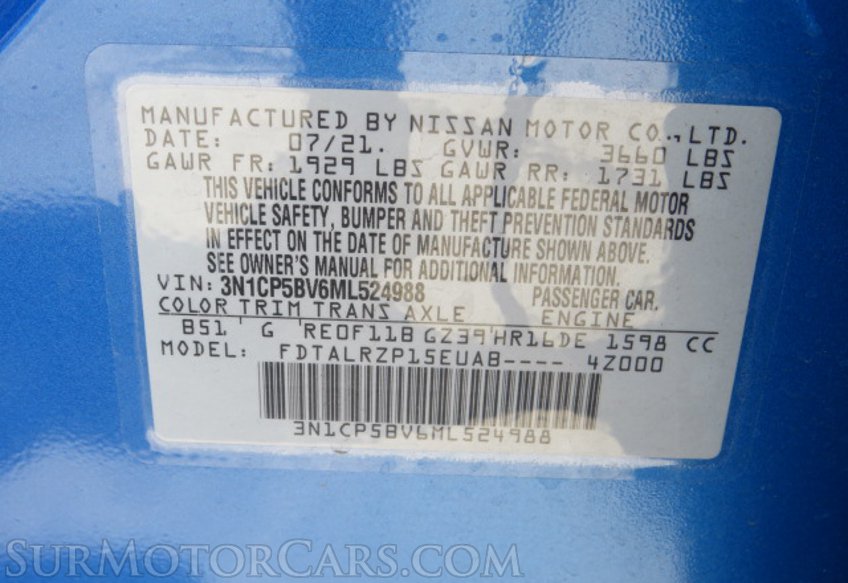 MANUFACTURED BY NISSAN MOTOR CO., LTD.
DATE: 07/21. GVWR: 3660 LBS
GAWR FR: 1929 LBS GAWR RR: 1731 LBS
THIS VEHICLE CONFORMS TO ALL APPLICABLE FEDERAL MOTOR
VEHICLE SAFETY, BUMPER AND THEFT PREVENTION STANDARDS
IN EFFECT ON THE DATE OF MANUFACTURE SHOWN ABOVE.
SEE OWNER'S MANUAL FOR ADDITIONAL INFORMATION.
VIN: 3N1CP5BV6ML524988 PASSENGER CAR.
COLOR TRIM TRANS AXLE ENGINE
B51' G 'RE0F11B GZ39'HR16DE 1598 CC
MODEL: FDTALRZP15EUAB---- 4Z000
3N1CP5BV6ML524988
SURMOTORCARS.COM